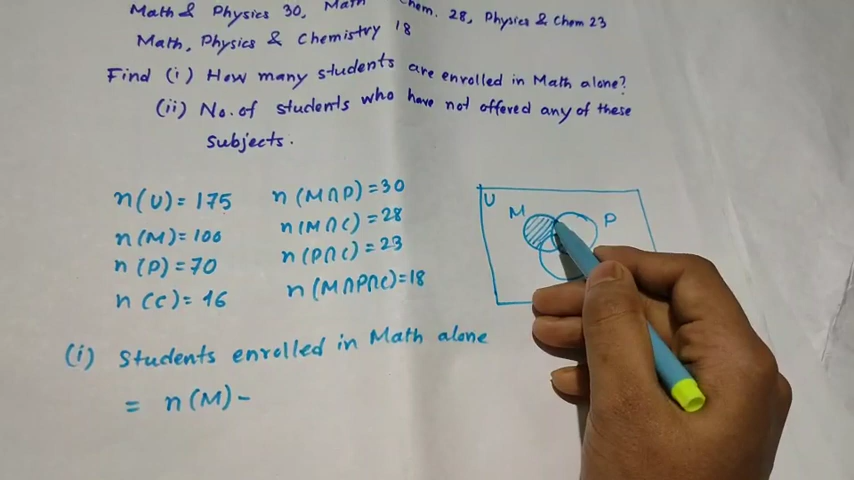 Math & Physics 30, Math Chem. 28, Physics & Chem 23
Math, Physics & Chemistry 18
Find (i) How many students are enrolled in Math alone?
(ii) No. of students who have not offered any of these
subjects.
n(U) = 175
n(M∩P) = 30
n(M) = 100
n(M∩C) = 28
n(P) = 70
n(P∩C) = 23
n(C) = 16
n(M∩P∩C) = 18
U
M
P
(i) Students enrolled in Math alone
= n(M) -